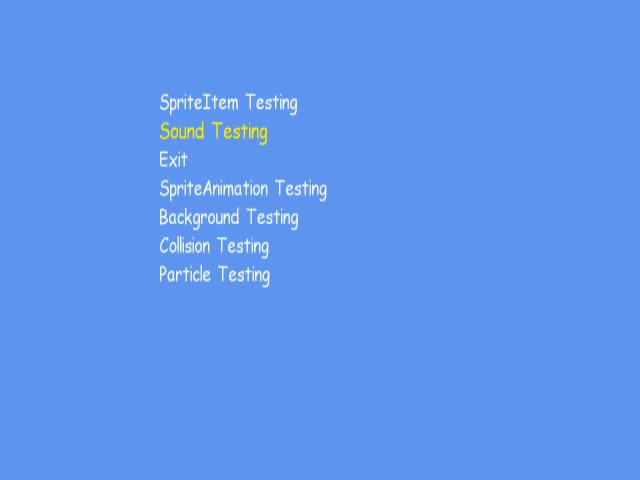 SpriteItem Testing
Sound Testing
Exit
SpriteAnimation Testing
Background Testing
Collision Testing
Particle Testing